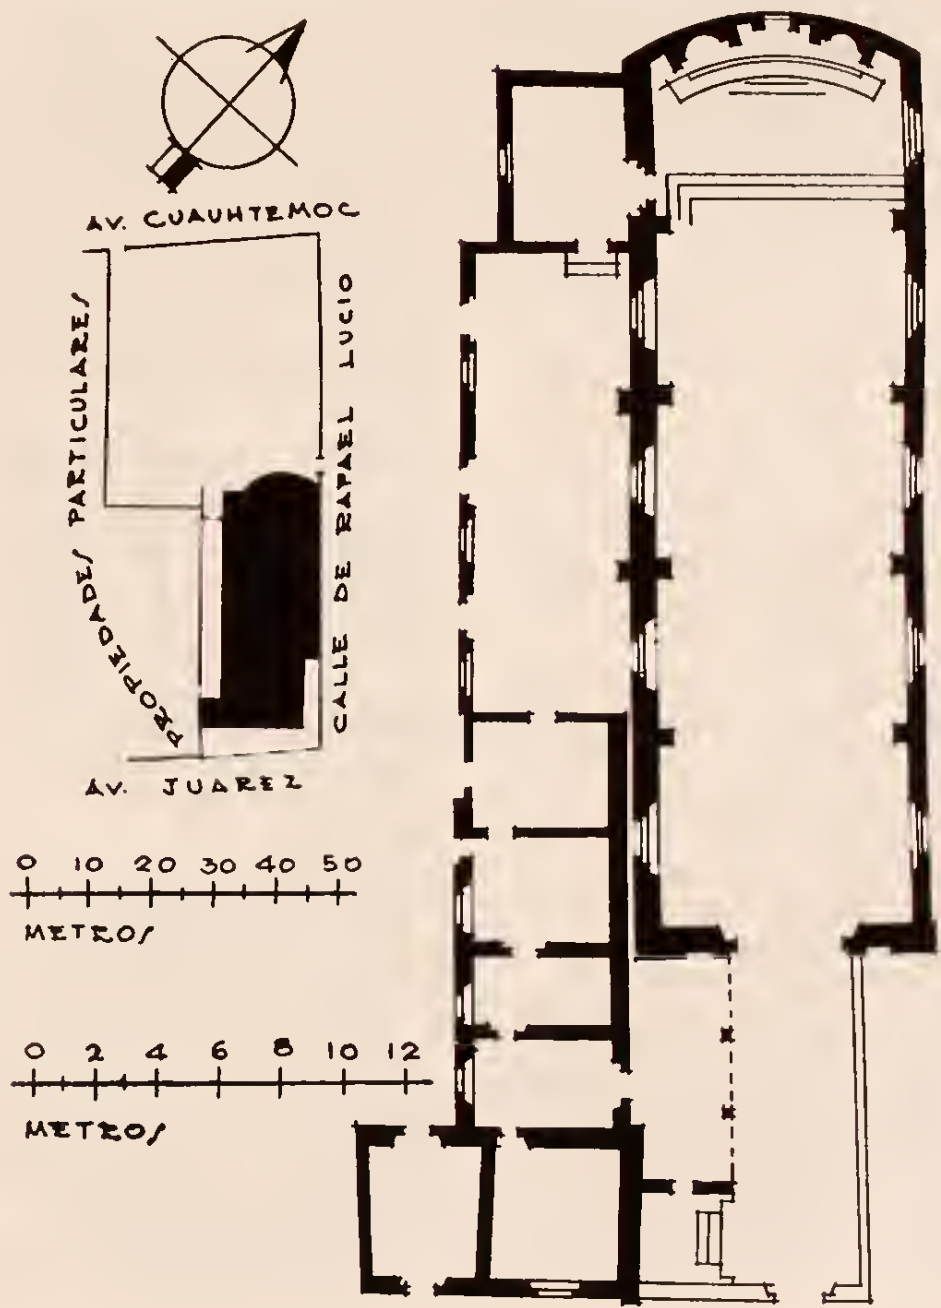 AV. CUAUHTEMOC
PROPIEDADES PARTICULARES
CALLE DE RAFAEL LUCIO
AV. JUAREZ
0 10 20 30 40 50
METROS
0 2 4 6 8 10 12
METROS